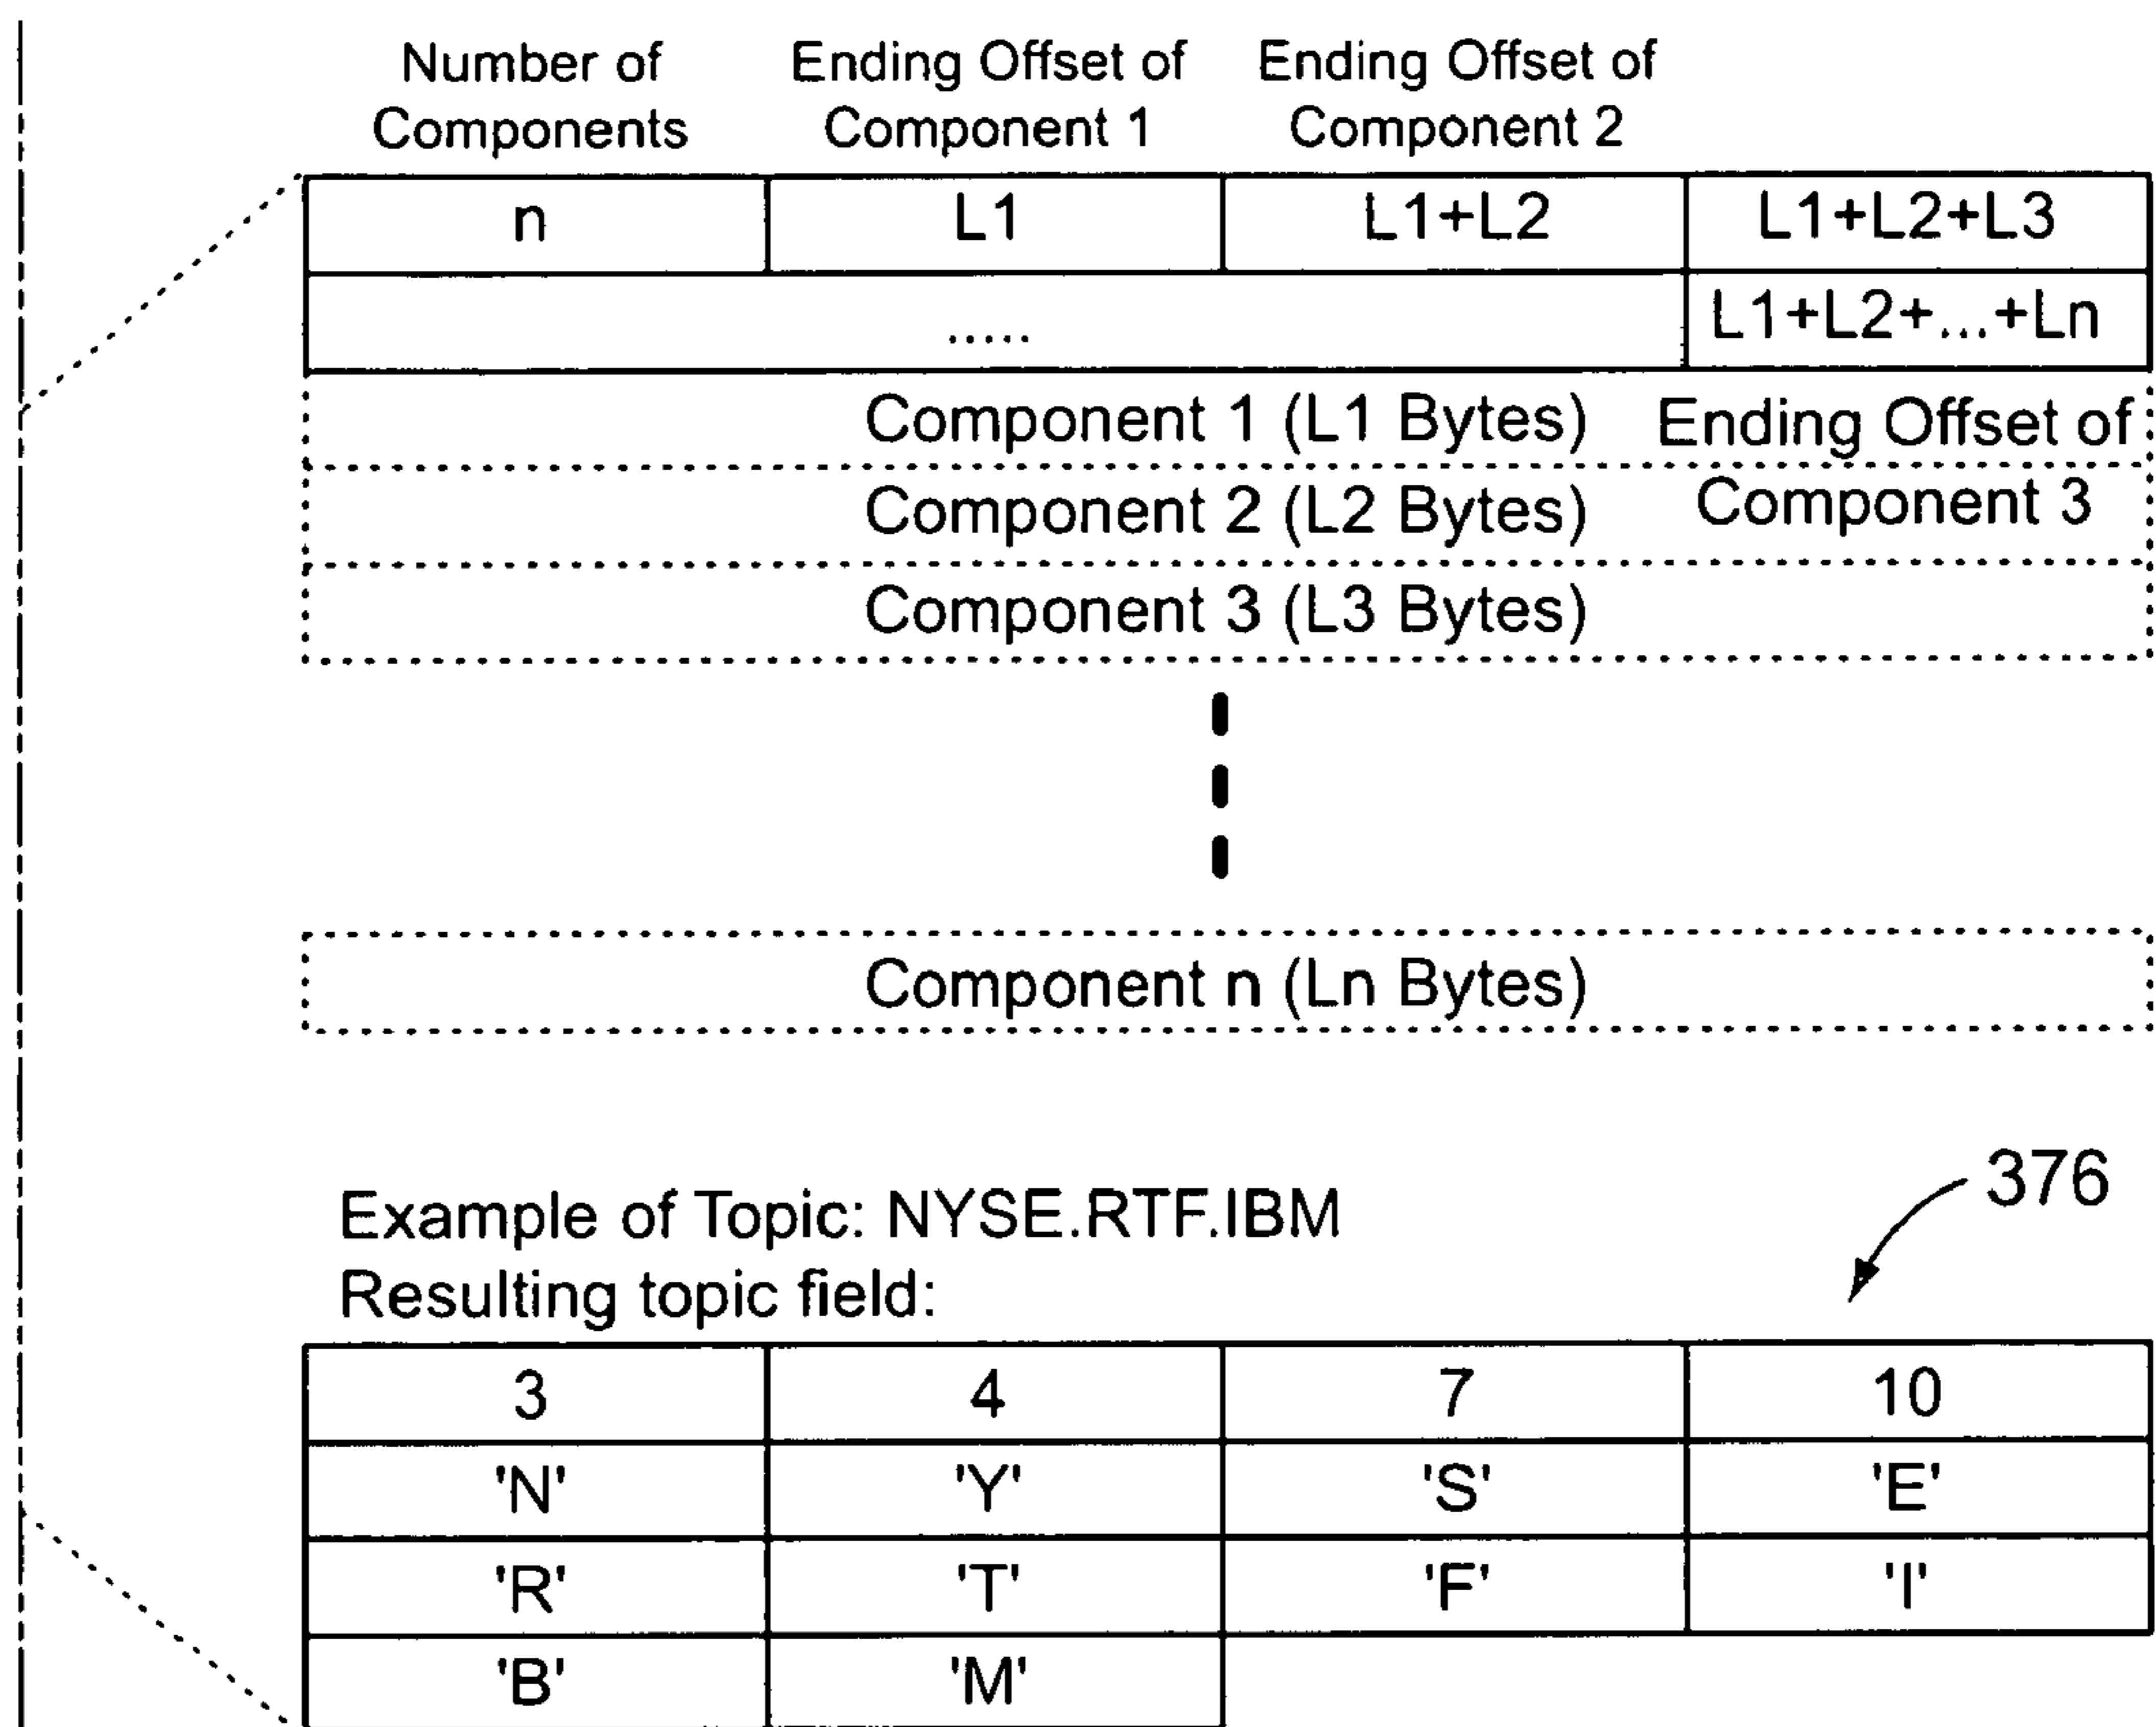 Number of Components
Ending Offset of Component 1
Ending Offset of Component 2
n L1 L1+L2 L1+L2+L3
..... L1+L2+...+Ln
Component 1 (L1 Bytes)
Ending Offset of Component 3
Component 2 (L2 Bytes)
Component 3 (L3 Bytes)
Component n (Ln Bytes)
376
Example of Topic: NYSE.RTF.IBM
Resulting topic field:
3 4 7 10
'N' 'Y' 'S' 'E'
'R' 'T' 'F' 'I'
'B' 'M'